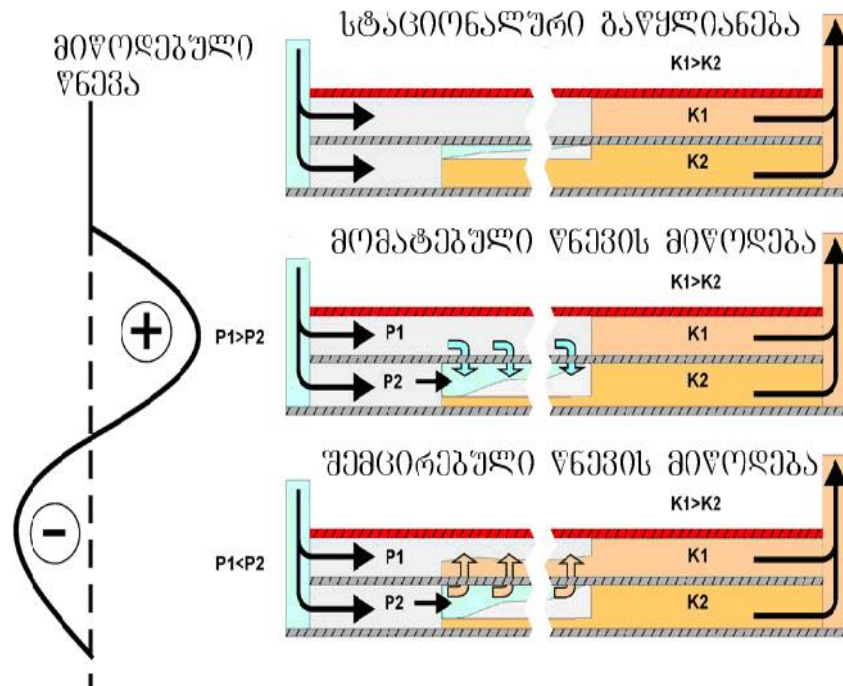 მიწოდებული
წნევა
სტაციონალური გაწყლიანება
K1>K2
K1
K2
მომატებული წნევის მიწოდება
K1>K2
P1>P2
P1
K1
P2
K2
+
შემცირებული წნევის მიწოდება
K1>K2
P1<P2
P1
K1
P2
K2
-